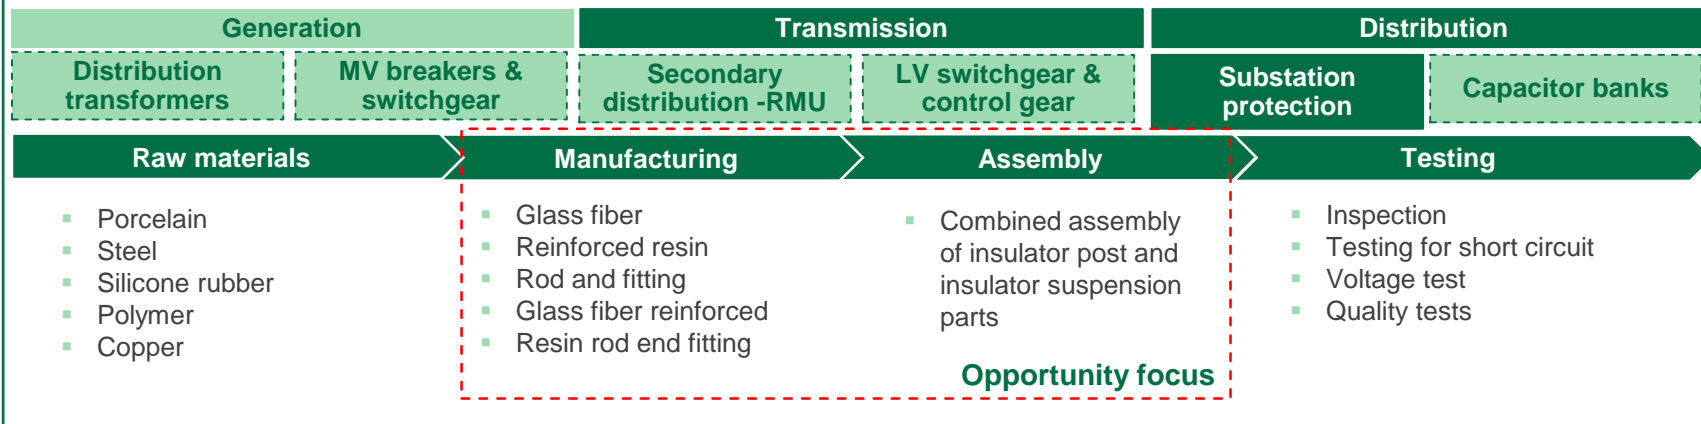 Generation
Transmission
Distribution
Distribution
transformers
MV breakers &
switchgear
Secondary
distribution -RMU
LV switchgear &
control gear
Substation
protection
Capacitor banks
Raw materials
Manufacturing
Assembly
Testing
Porcelain
Steel
Silicone rubber
Polymer
Copper
Glass fiber
Reinforced resin
Rod and fitting
Glass fiber reinforced
Resin rod end fitting
Combined assembly
of insulator post and
insulator suspension
parts
Opportunity focus
Inspection
Testing for short circuit
Voltage test
Quality tests